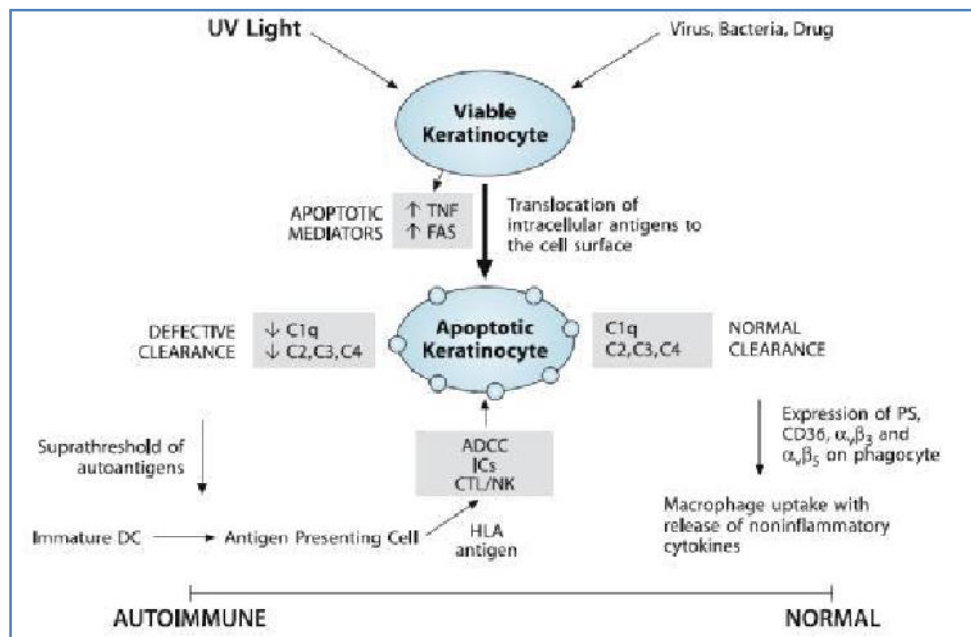 UV Light
Virus, Bacteria, Drug
Viable
Keratinocyte
APOPTOTIC
MEDIATORS
↑ TNF
↑ FAS
Translocation of
intracellular antigens to
the cell surface
DEFECTIVE
CLEARANCE
↓ C1q
↓ C2,C3,C4
Apoptotic
Keratinocyte
C1q
C2,C3,C4
NORMAL
CLEARANCE
Suprathreshold of
autoantigens
ADCC
ICs
CTL/NK
Expression of PS,
CD36, αᵥβ₃ and
αᵥβ₅ on phagocyte
Immature DC
Antigen Presenting Cell
HLA
antigen
Macrophage uptake with
release of noninflammatory
cytokines
AUTOIMMUNE
NORMAL